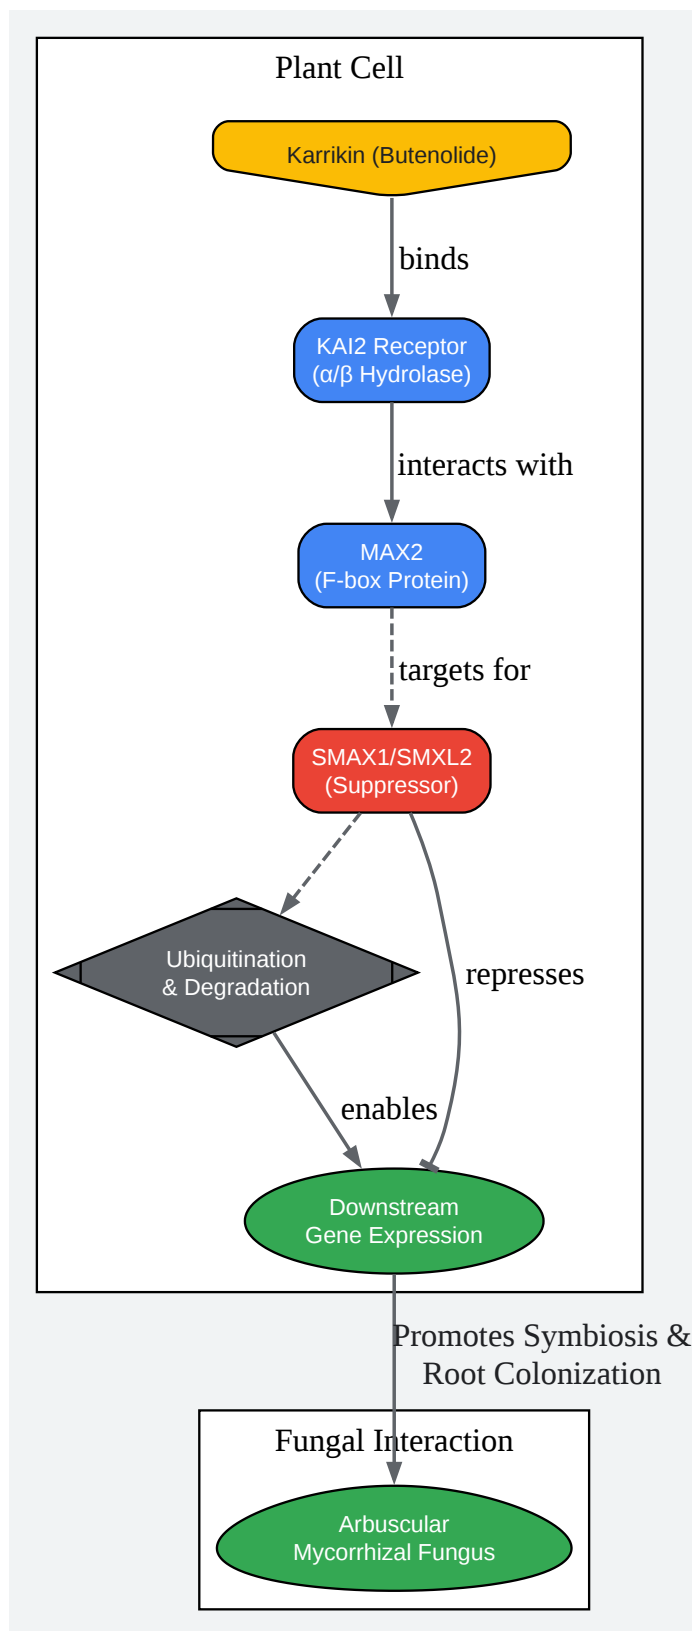 Plant Cell
Karrikin (Butenolide)
binds
KAI2 Receptor
(α/β Hydrolase)
interacts with
MAX2
(F-box Protein)
targets for
SMAX1/SMXL2
(Suppressor)
Ubiquitination
& Degradation
represses
enables
Downstream
Gene Expression
Promotes Symbiosis &
Root Colonization
Fungal Interaction
Arbuscular
Mycorrhizal Fungus